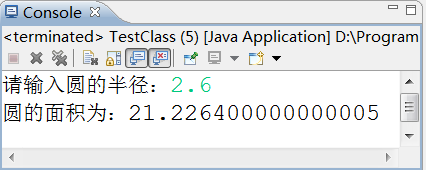 Console
<terminated> TestClass (5) [Java Application] D:\Program
请输入圆的半径：2.6
圆的面积为：21.226400000000005